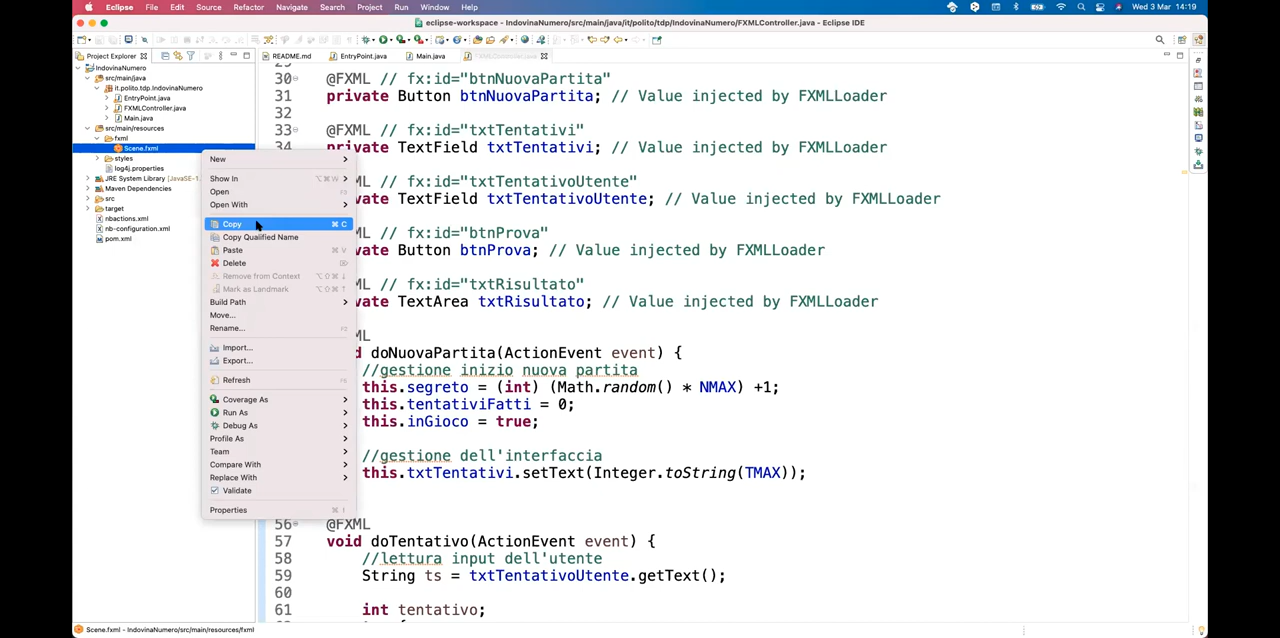 Eclipse File Edit Source Refactor Navigate Search Project Run Window Help Wed 3 Mar 14:19
eclipse-workspace - IndovinaNumero/src/main/java/it/polito/tdp/IndovinaNumero/FXMLController.java - Eclipse IDE
Project Explorer
README.md EntryPoint.java Main.java FXMLController.java
IndovinaNumero
src/main/java
it.polito.tdp.IndovinaNumero
EntryPoint.java
FXMLController.java
Main.java
src/main/resources
fxml
Scene.fxml
styles
log4j.properties
JRE System Library [JavaSE-1.
Maven Dependencies
src
target
nbactions.xml
nb-configuration.xml
pom.xml
New
Show In ⌥⌘W
Open F3
Open With
Copy ⌘C
Copy Qualified Name
Paste ⌘V
Delete ⌦
Remove from Context ⌥⇧⌘↓
Mark as Landmark ⌥⇧⌘↑
Build Path
Move...
Rename... F2
Import...
Export...
Refresh F5
Coverage As
Run As
Debug As
Profile As
Team
Compare With
Replace With
Validate
Properties ⌘I
30 @FXML // fx:id="btnNuovaPartita"
31 private Button btnNuovaPartita; // Value injected by FXMLLoader
32
33 @FXML // fx:id="txtTentativi"
34 private TextField txtTentativi; // Value injected by FXMLLoader
ML // fx:id="txtTentativoUtente"
vate TextField txtTentativoUtente; // Value injected by FXMLLoader
ML // fx:id="btnProva"
vate Button btnProva; // Value injected by FXMLLoader
ML // fx:id="txtRisultato"
vate TextArea txtRisultato; // Value injected by FXMLLoader
ML
d doNuovaPartita(ActionEvent event) {
//gestione inizio nuova partita
this.segreto = (int) (Math.random() * NMAX) +1;
this.tentativiFatti = 0;
this.inGioco = true;
//gestione dell'interfaccia
this.txtTentativi.setText(Integer.toString(TMAX));
56 @FXML
57 void doTentativo(ActionEvent event) {
58 //lettura input dell'utente
59 String ts = txtTentativoUtente.getText();
60
61 int tentativo;
Scene.fxml - IndovinaNumero/src/main/resources/fxml